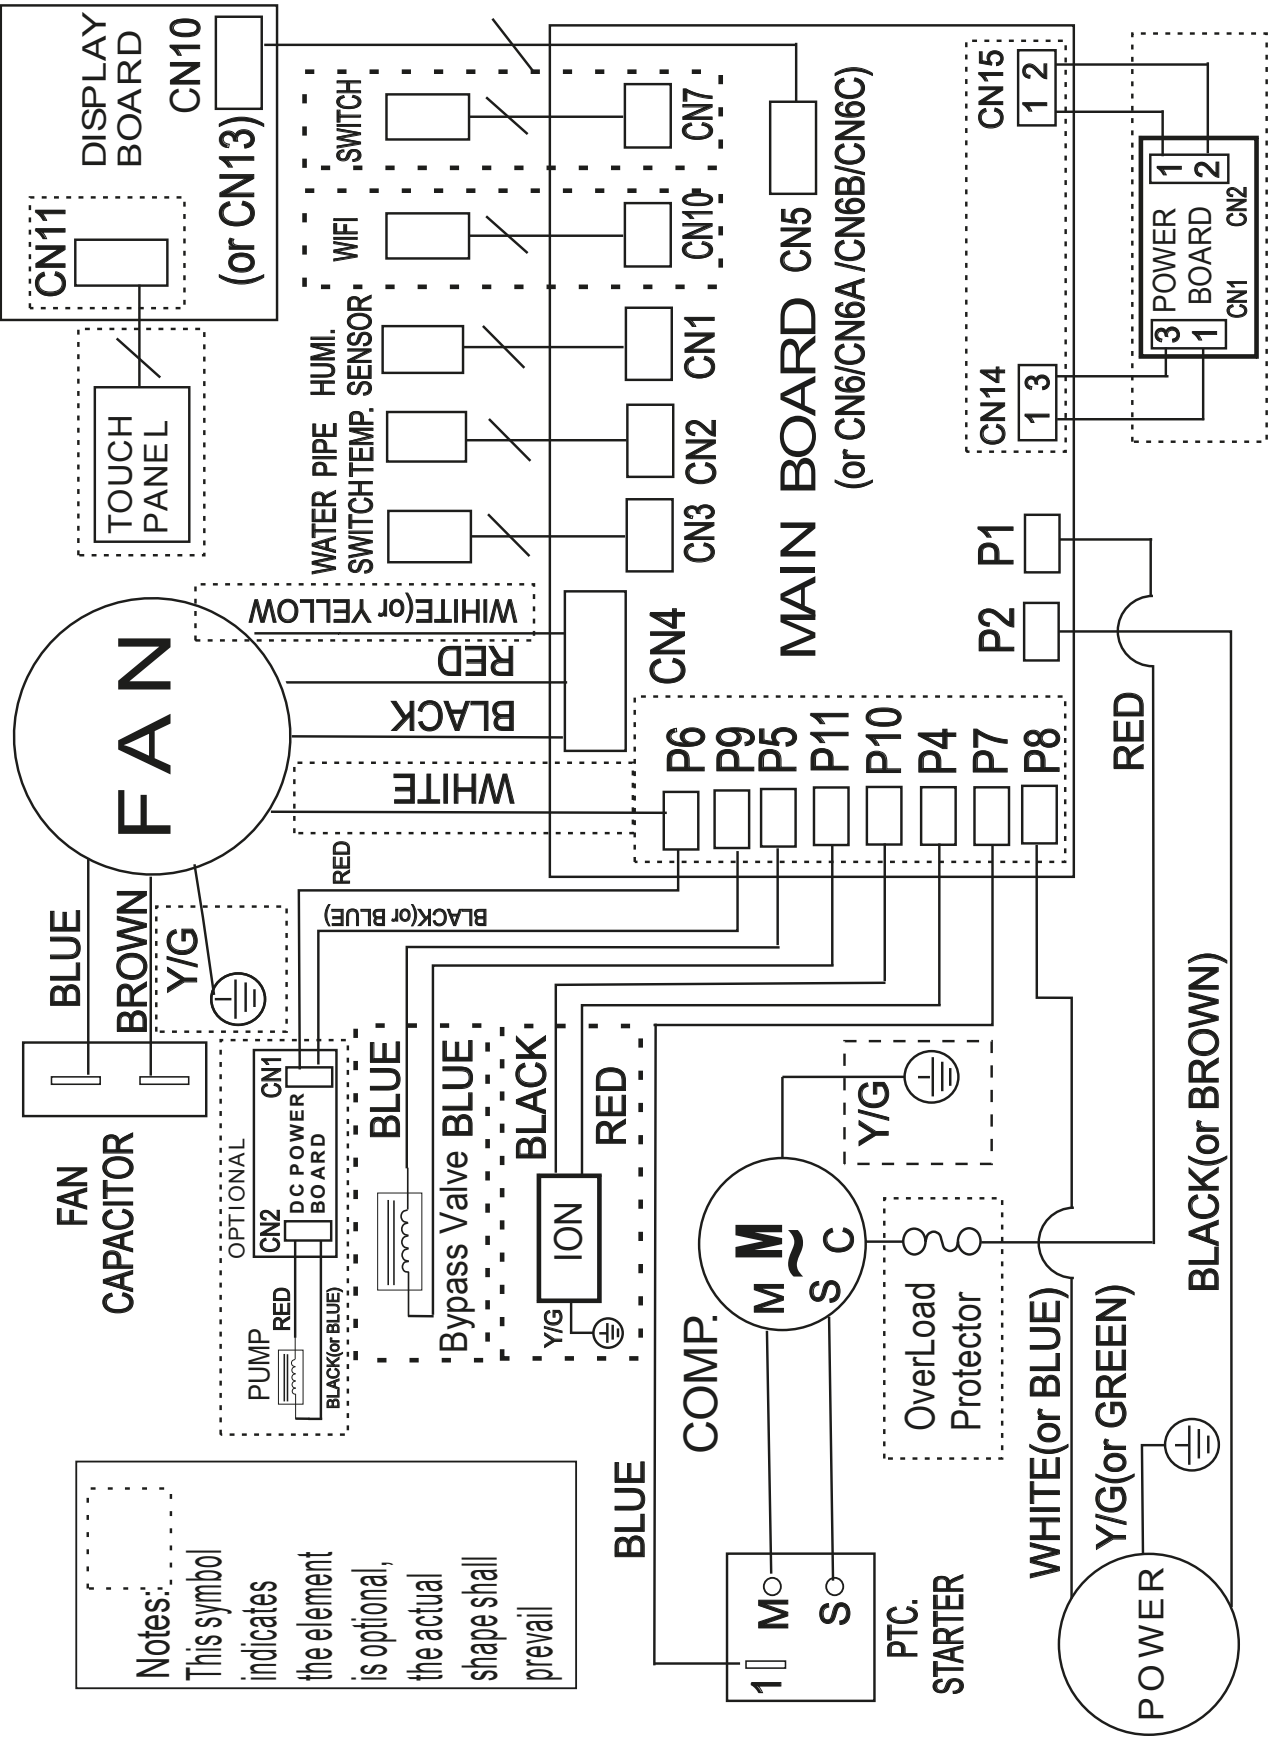 DISPLAY
BOARD
CN10
(or CN13)
CN11
TOUCH
PANEL
SWITCH
CN7
WIFI
CN10
HUMI.
SENSOR
CN1
PIPE
TEMP.
CN2
WATER
SWITCH
CN3
MAIN BOARD CN5
(or CN6/CN6A /CN6B/CN6C)
CN15
1 2
CN14
1 3
POWER
BOARD
1 2
CN2
3 1
CN1
P1
P2
RED
FAN
WIHITE(or YELLOW
RED
BLACK
WHITE
CN4
P6
P9
P5
P11
P10
P4
P7
P8
RED
BLACK(or BLUE)
BLUE
BROWN
Y/G
FAN
CAPACITOR
OPTIONAL
CN1
DC POWER
BOARD
CN2
RED
BLACK(or BLUE)
PUMP
BLUE
BLUE
Bypass Valve
BLACK
RED
ION
Y/G
Y/G
COMP.
M
~
M
S
C
OverLoad
Protector
BLUE
1
M
S
PTC.
STARTER
WHITE(or BLUE)
Y/G(or GREEN)
BLACK(or BROWN)
POWER
Notes:
This symbol
indicates
the element
is optional,
the actual
shape shall
prevail